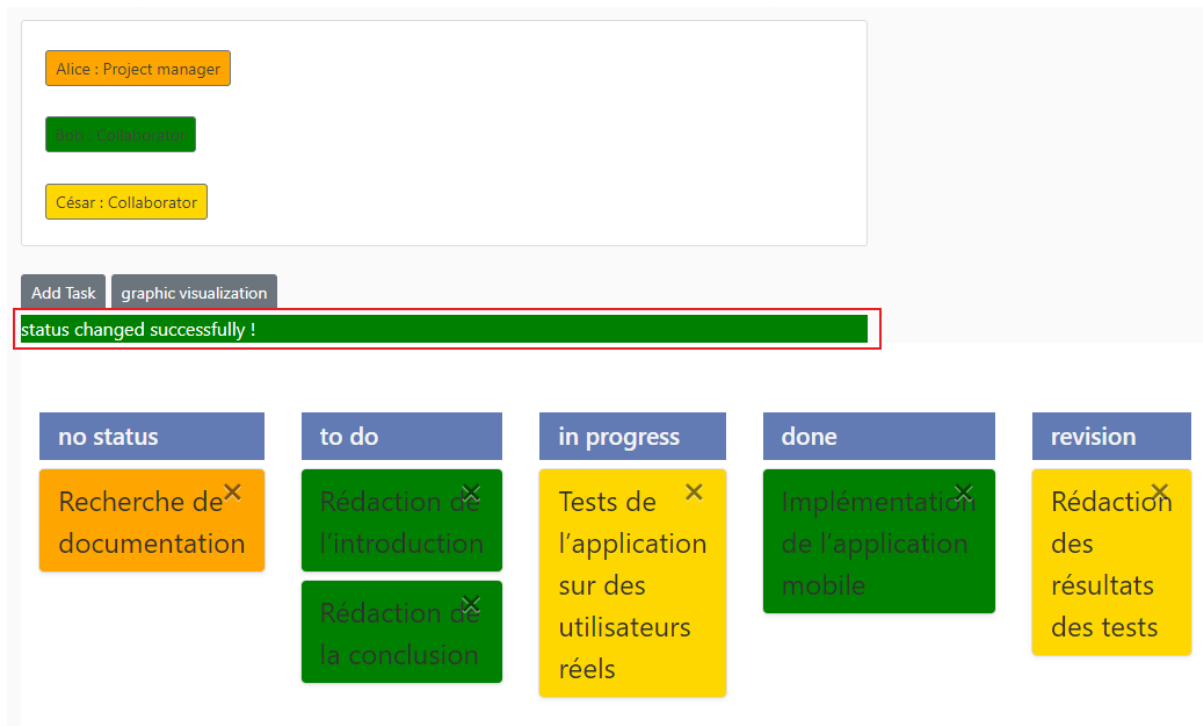 Alice : Project manager
Bob : Collaborator
César : Collaborator
Add Task
graphic visualization
status changed successfully !
no status
Recherche de
documentation
to do
Rédaction de
l'introduction
Rédaction de
la conclusion
in progress
Tests de
l'application
sur des
utilisateurs
réels
done
Implémentation
de l'application
mobile
revision
Rédaction
des
résultats
des tests